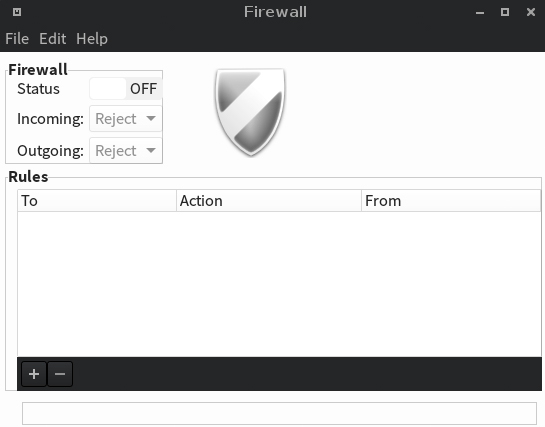 Firewall
File Edit Help
Firewall
Status OFF
Incoming: Reject
Outgoing: Reject
Rules
To Action From